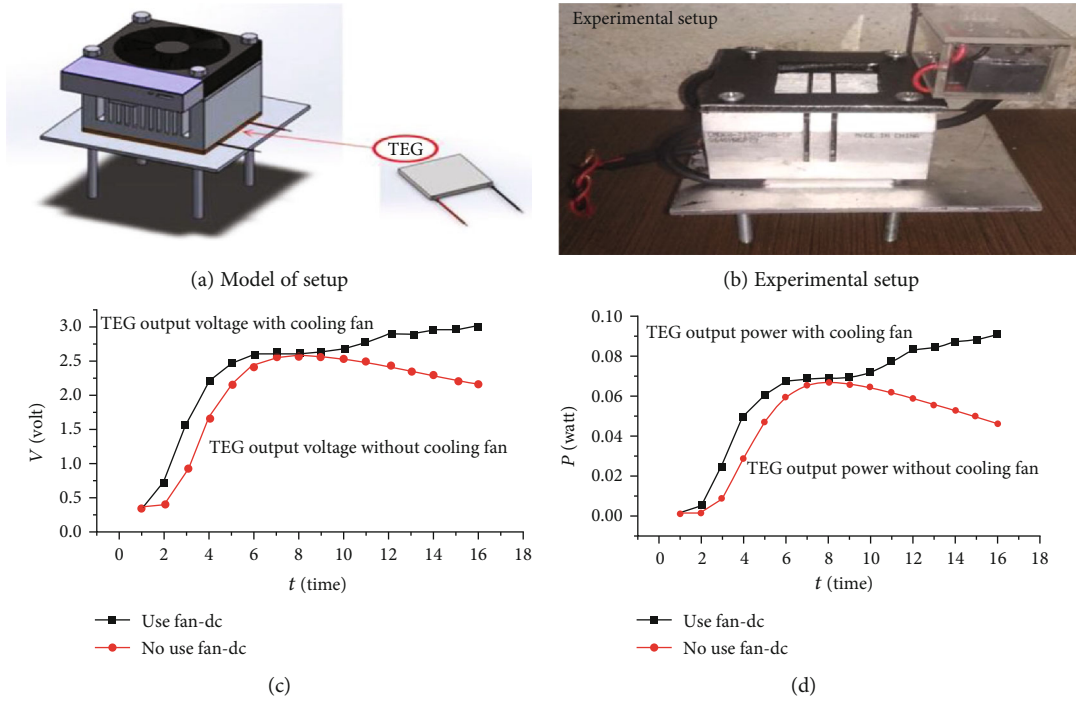 TEG
(a) Model of setup
Experimental setup
MADE IN CHINA
(b) Experimental setup
TEG output voltage with cooling fan
TEG output voltage without cooling fan
V (volt)
3.0
2.5
2.0
1.5
1.0
0.5
0.0
0 2 4 6 8 10 12 14 16 18
t (time)
Use fan-dc
No use fan-dc
(c)
TEG output power with cooling fan
TEG output power without cooling fan
P (watt)
0.10
0.08
0.06
0.04
0.02
0.00
0 2 4 6 8 10 12 14 16 18
t (time)
Use fan-dc
No use fan-dc
(d)